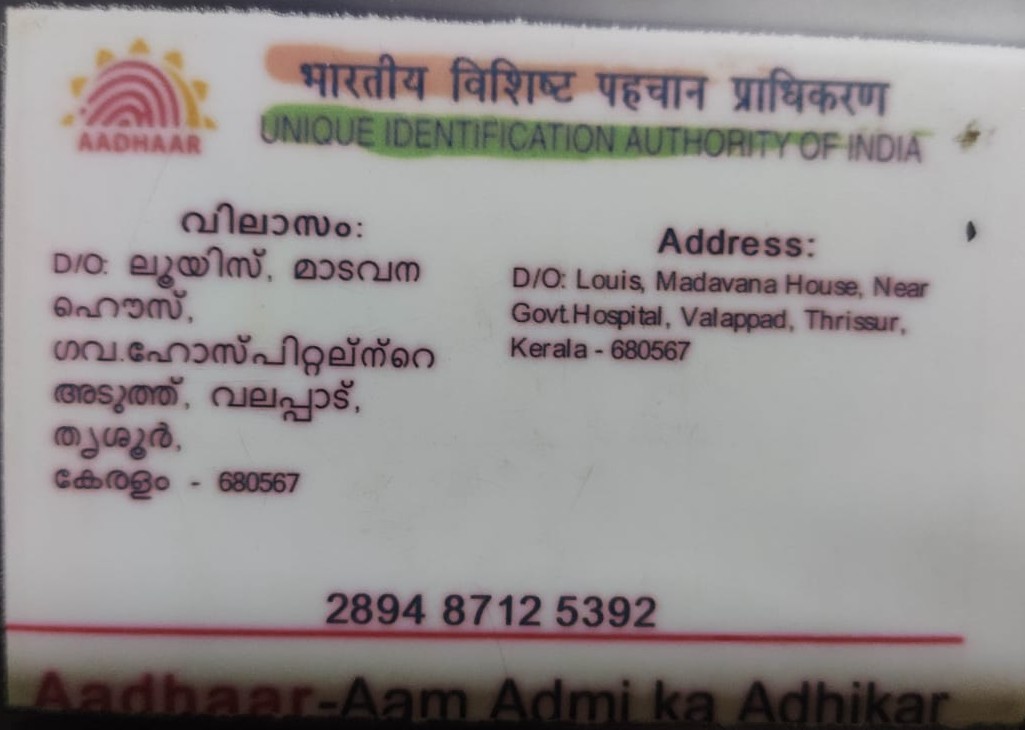 AADHAAR
भारतीय विशिष्ट पहचान प्राधिकरण
UNIQUE IDENTIFICATION AUTHORITY OF INDIA
വിലാസം:
D/O: ലൂയിസ്, മാടവന
ഹൌസ്,
ഗവ.ഹോസ്പിറ്റല്ന്റെ
അടുത്ത്, വലപ്പാട്,
തൃശൂർ,
കേരളം - 680567
Address:
D/O: Louis, Madavana House, Near
Govt.Hospital, Valappad, Thrissur,
Kerala - 680567
2894 8712 5392
Aadhaar-Aam Admi ka Adhikar